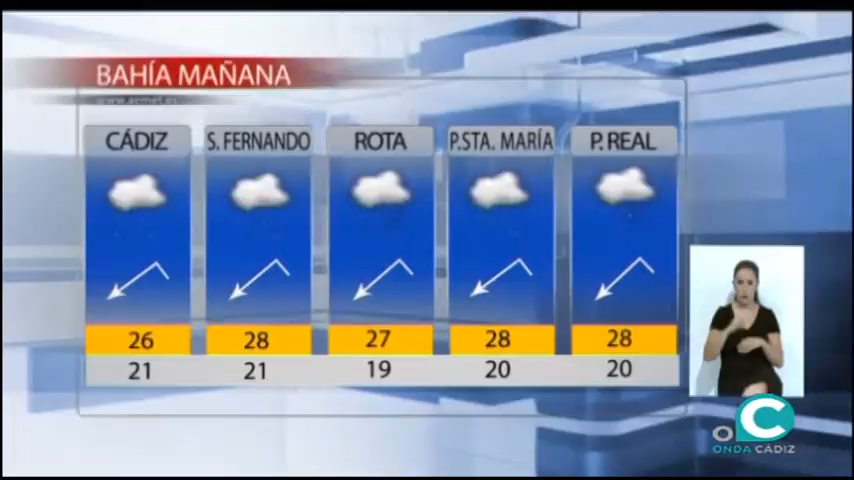 BAHÍA MAÑANA
www.aemet.es
CÁDIZ S. FERNANDO ROTA P.STA. MARÍA P. REAL
26 28 27 28 28
21 21 19 20 20
O C
ONDA CÁDIZ